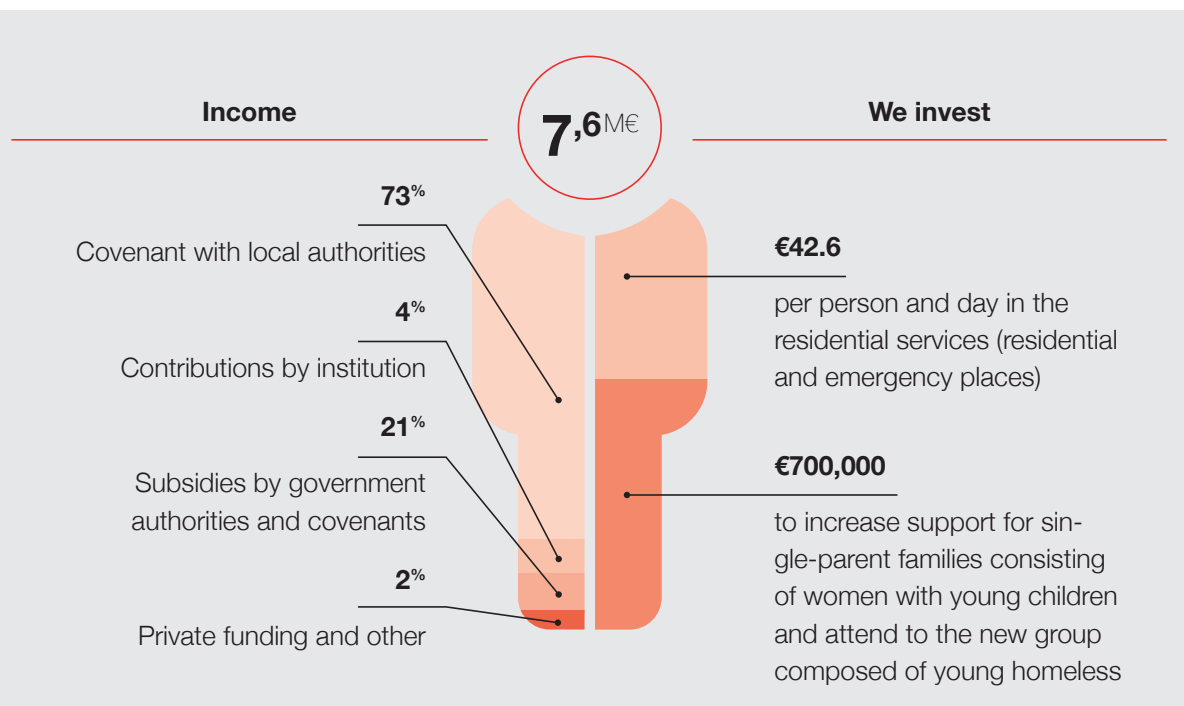 Income
7,6M€
We invest
73%
Covenant with local authorities
4%
Contributions by institution
21%
Subsidies by government
authorities and covenants
2%
Private funding and other
€42.6
per person and day in the
residential services (residential
and emergency places)
€700,000
to increase support for sin-
gle-parent families consisting
of women with young children
and attend to the new group
composed of young homeless